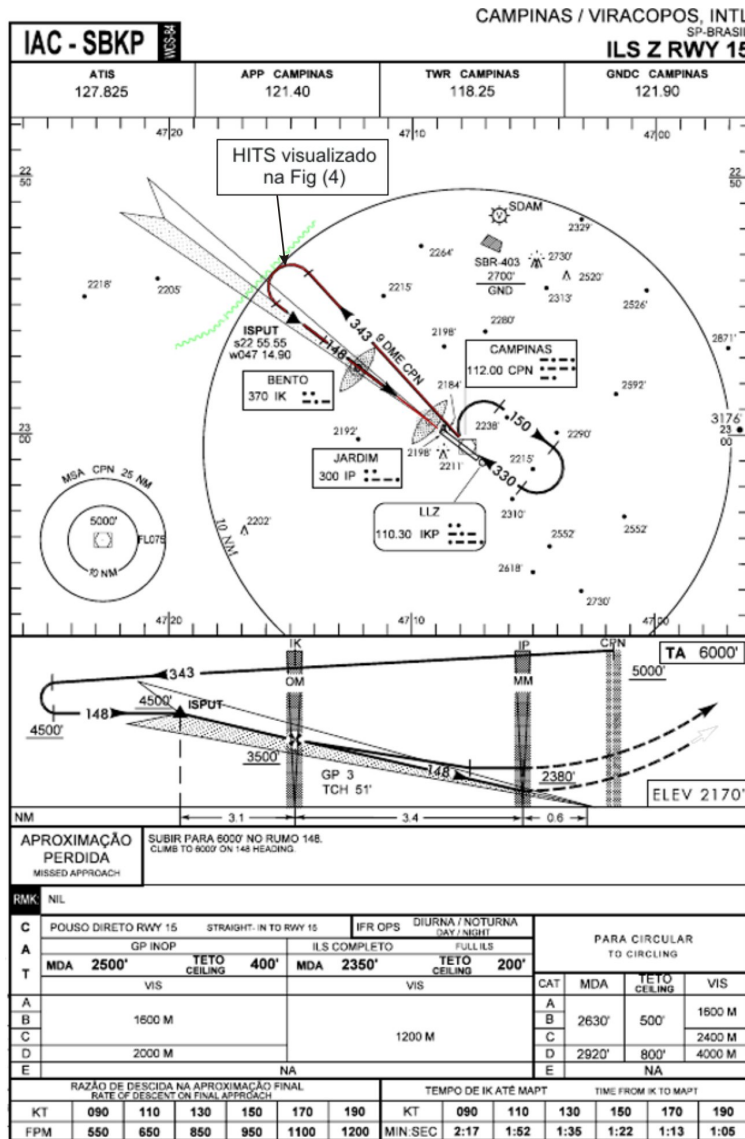 CAMPINAS / VIRACOPOS, INTL
SP-BRASIL
IAC - SBKP
WGS-84
ILS Z RWY 15
ATIS
127.825
APP CAMPINAS
121.40
TWR CAMPINAS
118.25
GNDC CAMPINAS
121.90
47 20
47 10
47 00
22 50
HITS visualizado
na Fig (4)
SDAM
2329'
2264'
SBR-403
2700'
GND
2730'
2520'
2218'
2205'
2215'
2313'
2526'
ISPUT
s22 55 55
w047 14.90
343
9 DME CPN
2280'
148
2198'
2871'
CAMPINAS
112.00 CPN
BENTO
370 IK
2184'
2592'
150
2238'
3176'
23 00
2192'
2198'
2211'
2290'
2215'
JARDIM
300 IP
330
MSA CPN 25 NM
5000'
FL075
10 NM
2202'
10 NM
LLZ
110.30 IKP
2310'
2552'
2552'
2618'
2730'
47 20
47 10
47 00
IK
IP
CPN
TA 6000'
343
OM
MM
5000'
4500'
ISPUT
148
4500'
3500'
GP 3
TCH 51'
148
2380'
ELEV 2170'
NM
3.1
3.4
0.6
APROXIMAÇÃO
PERDIDA
MISSED APPROACH
SUBIR PARA 6000' NO RUMO 148.
CLIMB TO 6000' ON 148 HEADING.
RMK: NIL
C
A
T
POUSO DIRETO RWY 15 STRAIGHT- IN TO RWY 15
IFR OPS DIURNA / NOTURNA
DAY / NIGHT
PARA CIRCULAR
TO CIRCLING
GP INOP
ILS COMPLETO FULL ILS
MDA 2500' TETO CEILING 400'
MDA 2350' TETO CEILING 200'
VIS
VIS
CAT MDA TETO CEILING VIS
A
B
C
D
E
1600 M
2000 M
1200 M
NA
A
B
C
D
E
2630' 500' 1600 M
2400 M
2920' 800' 4000 M
NA
RAZÃO DE DESCIDA NA APROXIMAÇÃO FINAL
RATE OF DESCENT ON FINAL APPROACH
TEMPO DE IK ATÉ MAPT TIME FROM IK TO MAPT
KT 090 110 130 150 170 190
KT 090 110 130 150 170 190
FPM 550 650 850 950 1100 1200
MIN:SEC 2:17 1:52 1:35 1:22 1:13 1:05